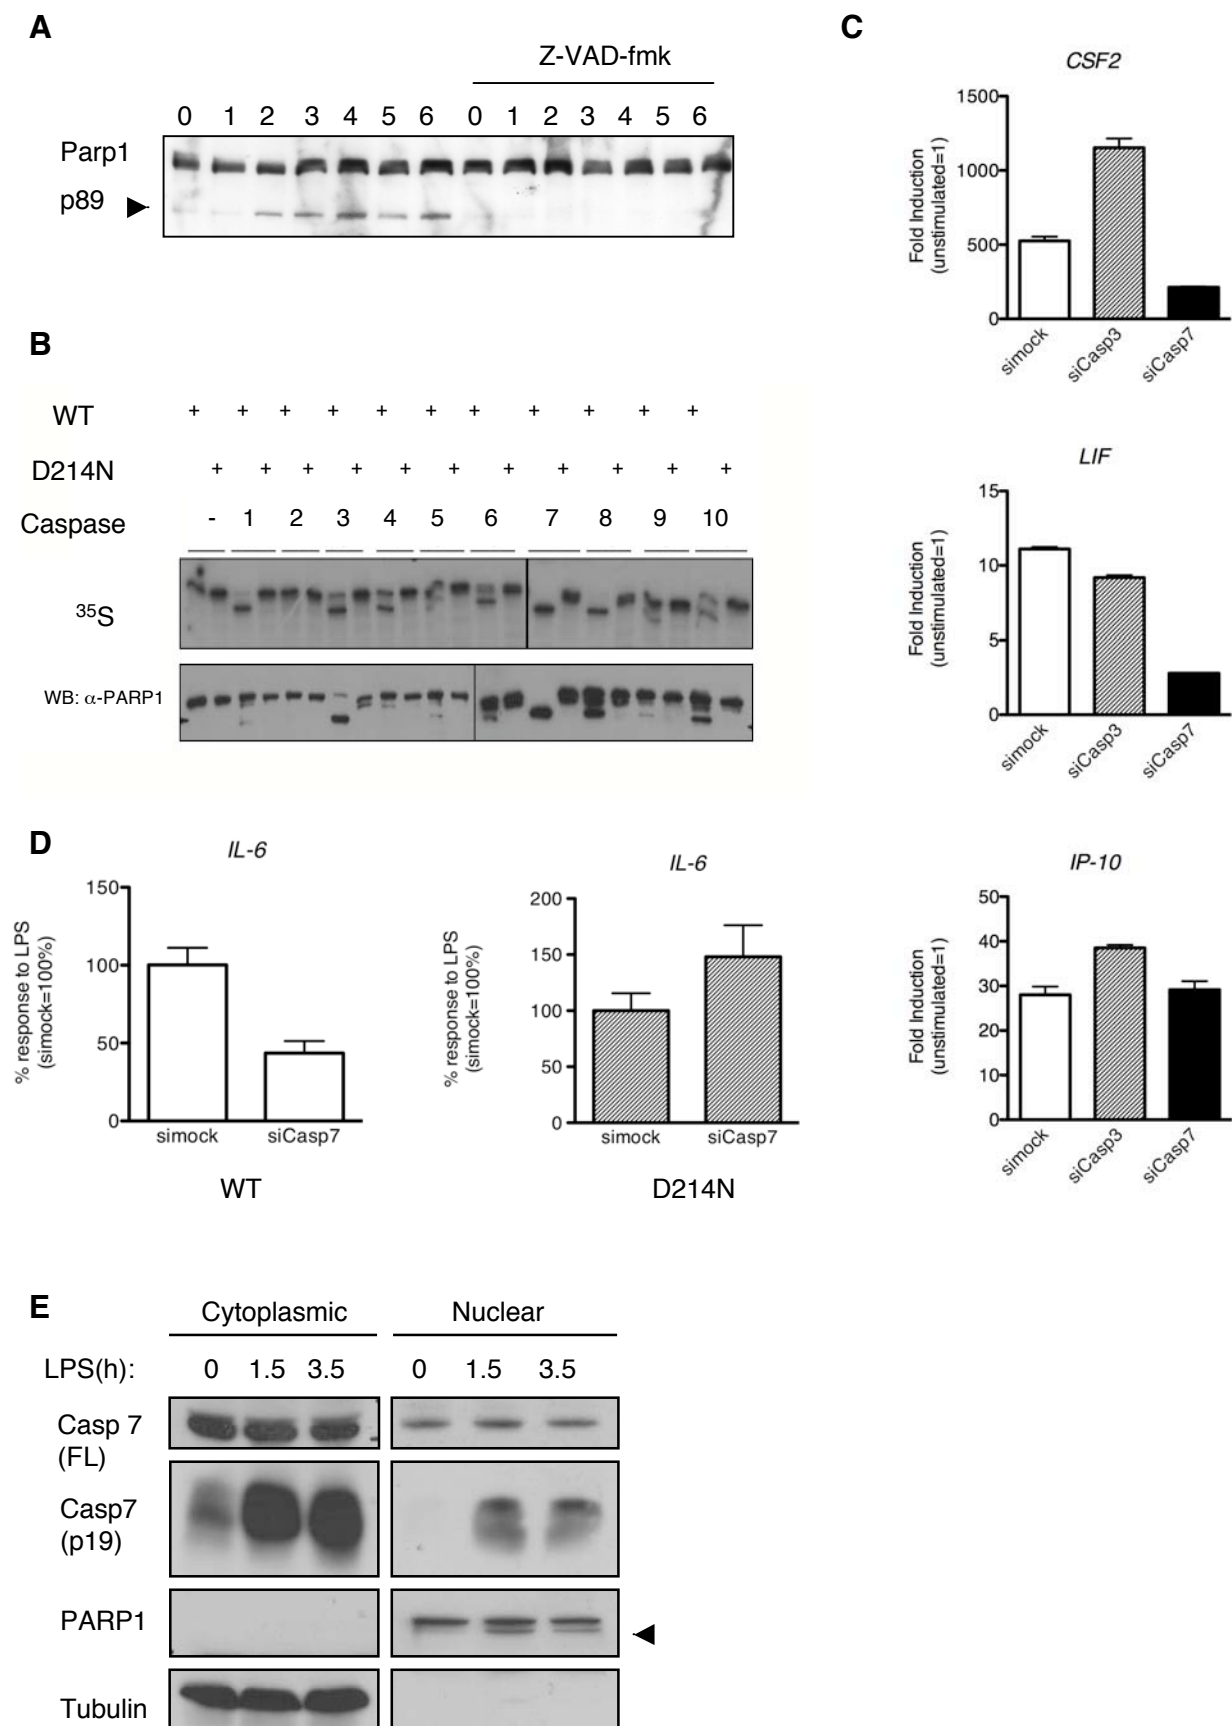 A
Z-VAD-fmk
0 1 2 3 4 5 6 0 1 2 3 4 5 6
Parp1
p89
B
WT + + + + + + + + + + +
D214N + + + + + + + + + + +
Caspase - 1 2 3 4 5 6 7 8 9 10
35S
WB: α-PARP1
C
CSF2
Fold Induction
(unstimulated=1)
1500
1000
500
0
simock siCasp3 siCasp7
LIF
Fold Induction
(unstimulated=1)
15
10
5
0
simock siCasp3 siCasp7
IP-10
Fold Induction
(unstimulated=1)
50
40
30
20
10
0
simock siCasp3 siCasp7
D
IL-6
% response to LPS
(simock=100%)
150
100
50
0
simock siCasp7
WT
IL-6
% response to LPS
(simock=100%)
200
150
100
50
0
simock siCasp7
D214N
E
Cytoplasmic Nuclear
LPS(h): 0 1.5 3.5 0 1.5 3.5
Casp 7
(FL)
Casp7
(p19)
PARP1
Tubulin